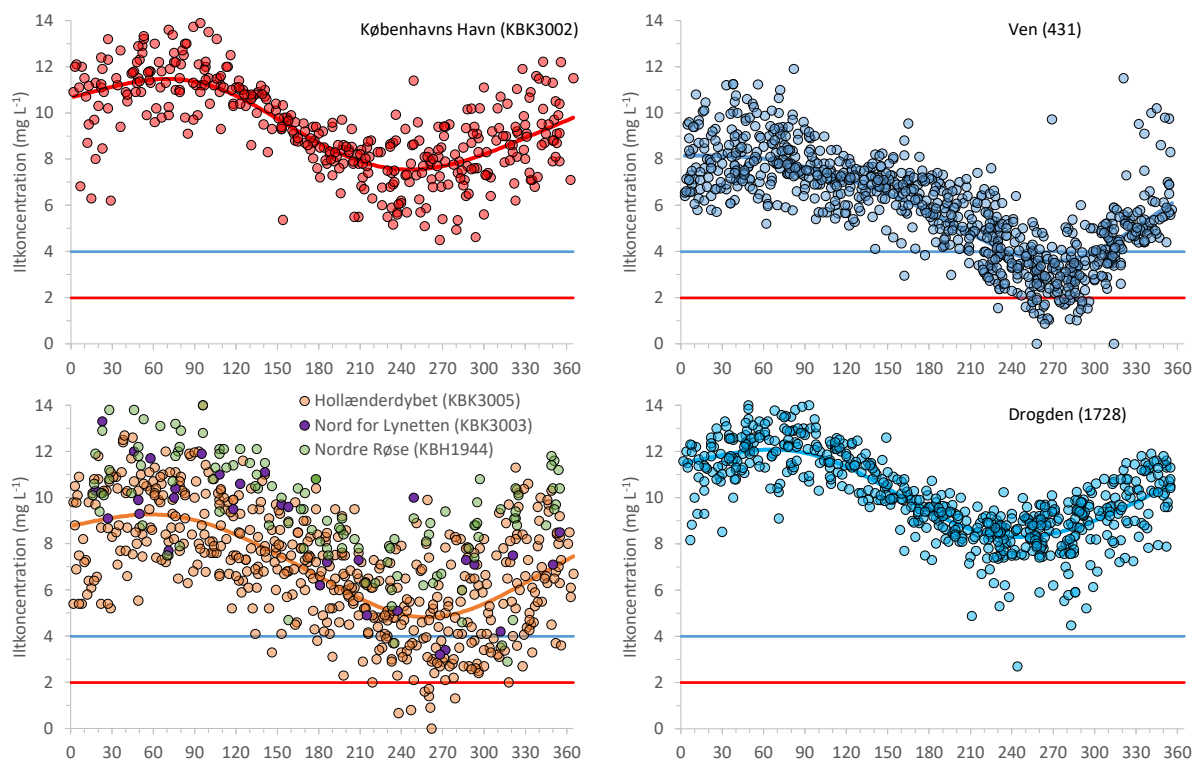 Københavns Havn (KBK3002)
Iltkoncentration (mg L⁻¹)
14
12
10
8
6
4
2
0
0 30 60 90 120 150 180 210 240 270 300 330 360
Ven (431)
Iltkoncentration (mg L⁻¹)
14
12
10
8
6
4
2
0
0 30 60 90 120 150 180 210 240 270 300 330 360
Hollænderdybet (KBK3005)
Nord for Lynetten (KBK3003)
Nordre Røse (KBH1944)
Iltkoncentration (mg L⁻¹)
14
12
10
8
6
4
2
0
0 30 60 90 120 150 180 210 240 270 300 330 360
Drogden (1728)
Iltkoncentration (mg L⁻¹)
14
12
10
8
6
4
2
0
0 30 60 90 120 150 180 210 240 270 300 330 360